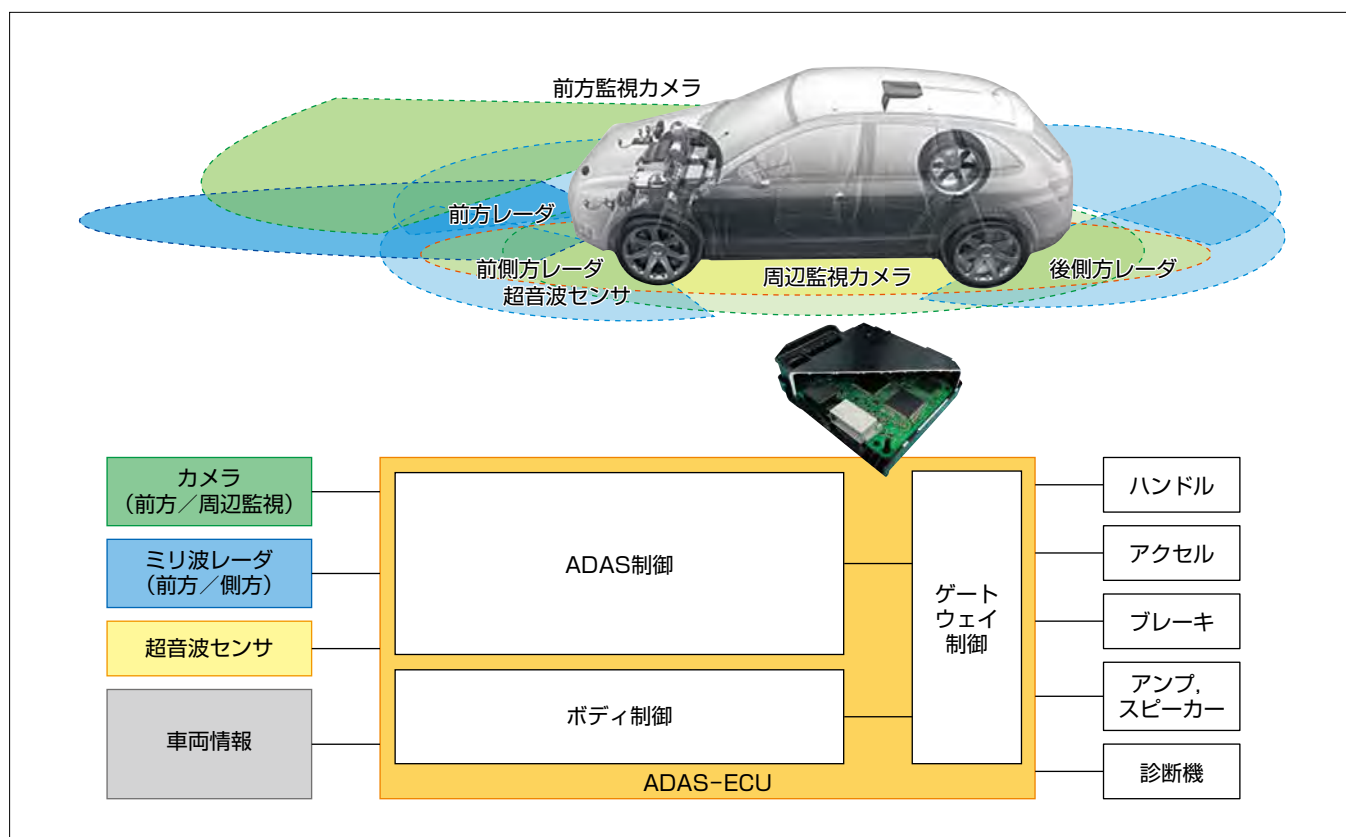 前方監視カメラ
前方レーダ
前側方レーダ
超音波センサ
周辺監視カメラ
後側方レーダ
カメラ
（前方／周辺監視）
ミリ波レーダ
（前方／側方）
超音波センサ
車両情報
ADAS制御
ボディ制御
ADAS-ECU
ゲート
ウェイ
制御
ハンドル
アクセル
ブレーキ
アンプ,
スピーカー
診断機